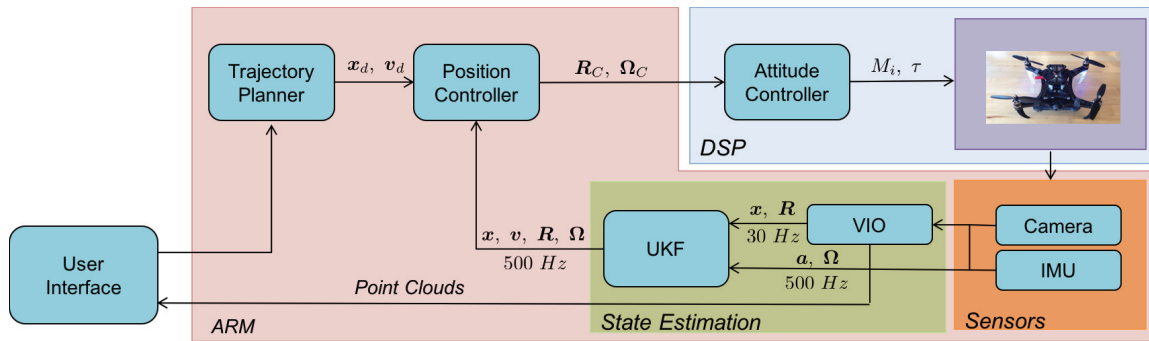 Trajectory
Planner
𝒙_d, 𝒗_d
Position
Controller
𝑹_C, 𝛀_C
Attitude
Controller
M_i, τ
DSP
User
Interface
𝒙, 𝒗, 𝑹, 𝛀
500 Hz
UKF
𝒙, 𝑹
30 Hz
VIO
𝒂, 𝛀
500 Hz
Camera
IMU
Point Clouds
ARM
State Estimation
Sensors